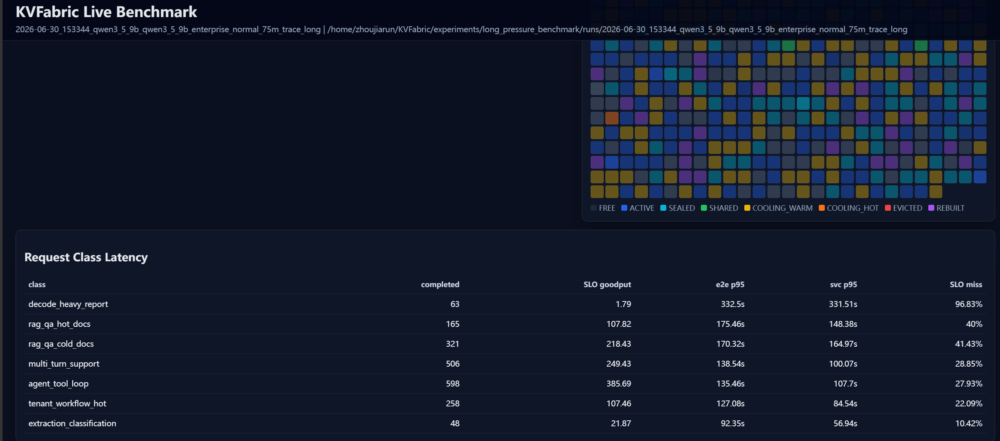 KVFabric Live Benchmark
2026-06-30_153344_qwen3_5_9b_qwen3_5_9b_enterprise_normal_75m_trace_long | /home/zhoujiarun/KVFabric/experiments/long_pressure_benchmark/runs/2026-06-30_153344_qwen3_5_9b_qwen3_5_9b_enterprise_normal_75m_trace_long
FREE ACTIVE SEALED SHARED COOLING_WARM COOLING_HOT EVICTED REBUILT
Request Class Latency
class completed SLO goodput e2e p95 svc p95 SLO miss
decode_heavy_report 63 1.79 332.5s 331.51s 96.83%
rag_qa_hot_docs 165 107.82 175.46s 148.38s 40%
rag_qa_cold_docs 321 218.43 170.32s 164.97s 41.43%
multi_turn_support 506 249.43 138.54s 100.07s 28.85%
agent_tool_loop 598 385.69 135.46s 107.7s 27.93%
tenant_workflow_hot 258 107.46 127.08s 84.54s 22.09%
extraction_classification 48 21.87 92.35s 56.94s 10.42%